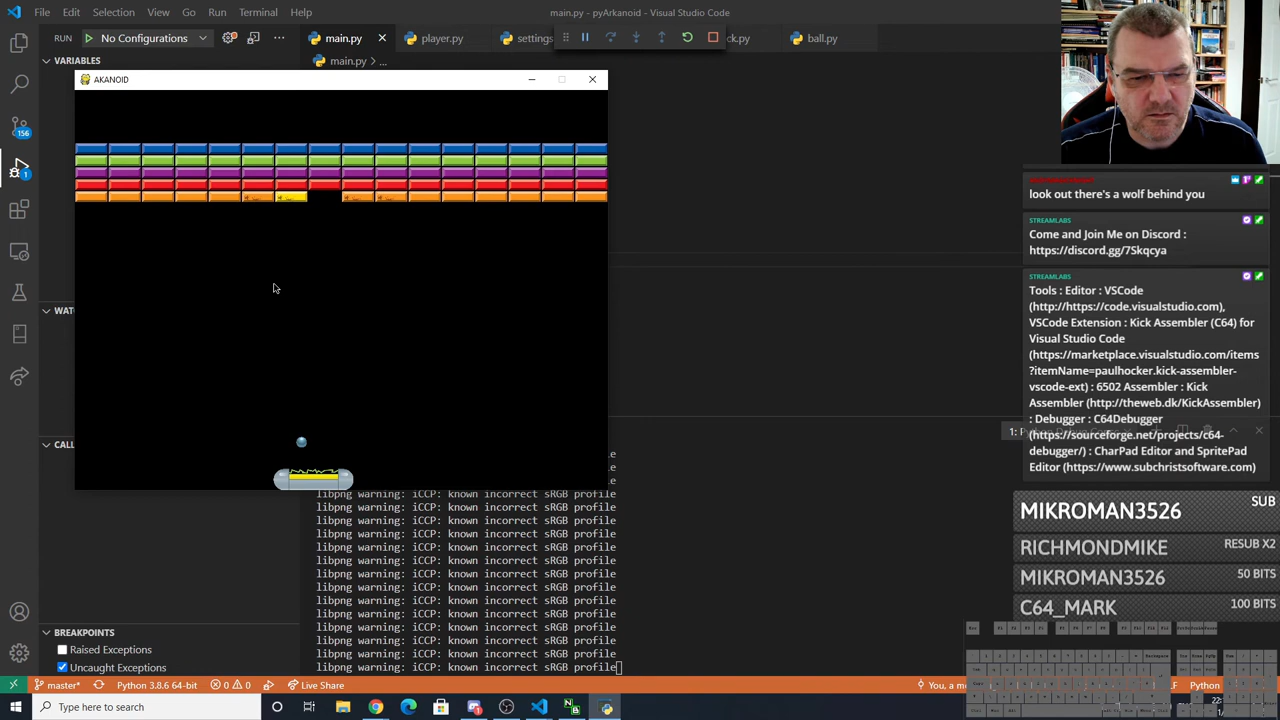 File Edit Selection View Go Run Terminal Help
main.py - pyArkanoid - Visual Studio Code
RUN No Configurations
main.py player.py settings ck.py ball.py
VARIABLES
main.py > ...
AKANOID
CALL
BREAKPOINTS
Raised Exceptions
Uncaught Exceptions
156
1
libpng warning: iCCP: known incorrect sRGB profile
libpng warning: iCCP: known incorrect sRGB profile
libpng warning: iCCP: known incorrect sRGB profile
libpng warning: iCCP: known incorrect sRGB profile
libpng warning: iCCP: known incorrect sRGB profile
libpng warning: iCCP: known incorrect sRGB profile
libpng warning: iCCP: known incorrect sRGB profile
libpng warning: iCCP: known incorrect sRGB profile
libpng warning: iCCP: known incorrect sRGB profile
libpng warning: iCCP: known incorrect sRGB profile
libpng warning: iCCP: known incorrect sRGB profile
libpng warning: iCCP: known incorrect sRGB profile
libpng warning: iCCP: known incorrect sRGB profile
libpng warning: iCCP: known incorrect sRGB profile
look out there's a wolf behind you
STREAMLABS
Come and Join Me on Discord :
https://discord.gg/7Skqcya
STREAMLABS
Tools : Editor : VSCode
(http://https://code.visualstudio.com),
VSCode Extension : Kick Assembler (C64) for
Visual Studio Code
(https://marketplace.visualstudio.com/items
?itemName=paulhocker.kick-assembler-
vscode-ext) : 6502 Assembler : Kick
Assembler (http://theweb.dk/KickAssembler)
: Debugger : C64Debugger
(https://sourceforge.net/projects/c64-
debugger/) : CharPad Editor and SpritePad
Editor (https://www.subchristsoftware.com)
MIKROMAN3526 SUB
RICHMONDMIKE RESUB X2
MIKROMAN3526 50 BITS
C64_MARK 100 BITS
master* Python 3.8.6 64-bit 0 0 Live Share
You, a Python
Type here to search